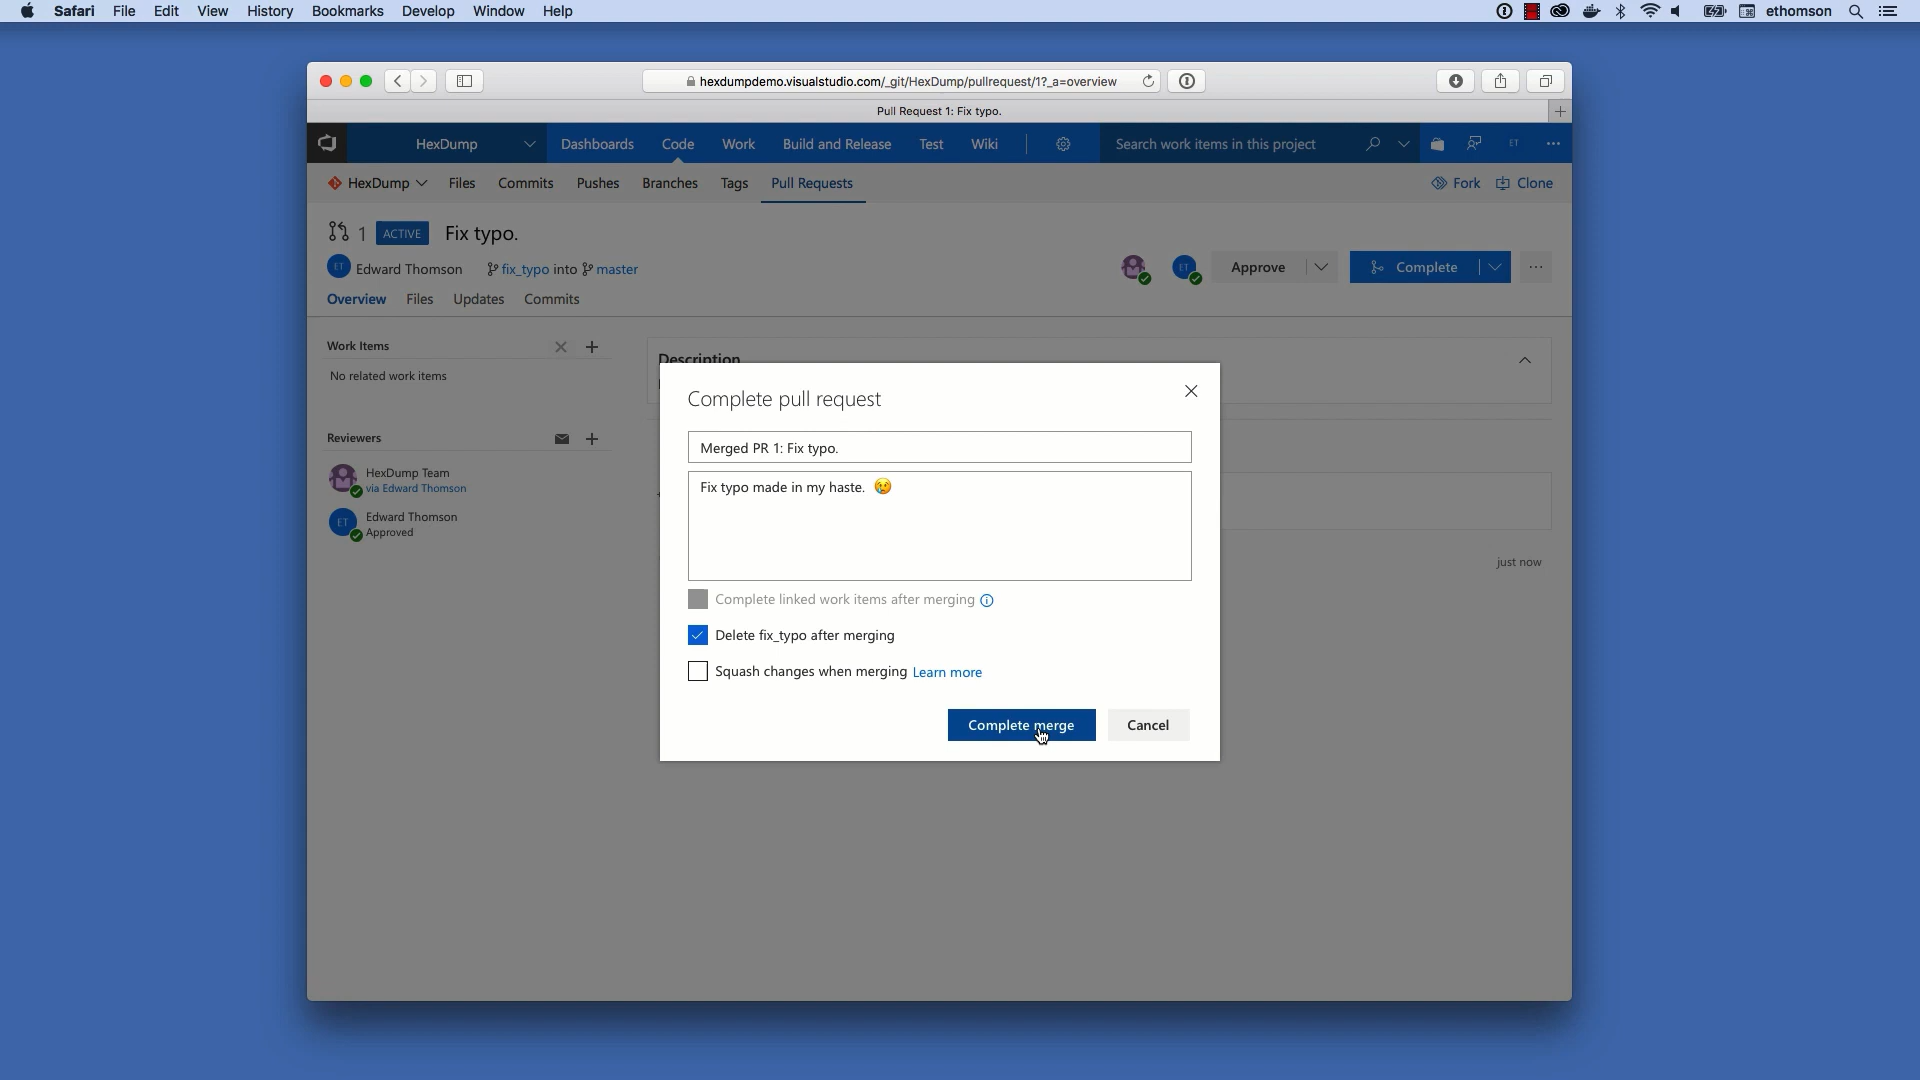 Safari File Edit View History Bookmarks Develop Window Help ethomson
hexdumpdemo.visualstudio.com/_git/HexDump/pullrequest/1?_a=overview
Pull Request 1: Fix typo.
HexDump Dashboards Code Work Build and Release Test Wiki Search work items in this project ET
HexDump Files Commits Pushes Branches Tags Pull Requests Fork Clone
1 ACTIVE Fix typo.
ET Edward Thomson fix_typo into master ET Approve Complete
Overview Files Updates Commits
Work Items
No related work items
Description
Reviewers
HexDump Team
via Edward Thomson
ET Edward Thomson
Approved
just now
Complete pull request
Merged PR 1: Fix typo.
Fix typo made in my haste. 😢
Complete linked work items after merging
Delete fix_typo after merging
Squash changes when merging Learn more
Complete merge Cancel